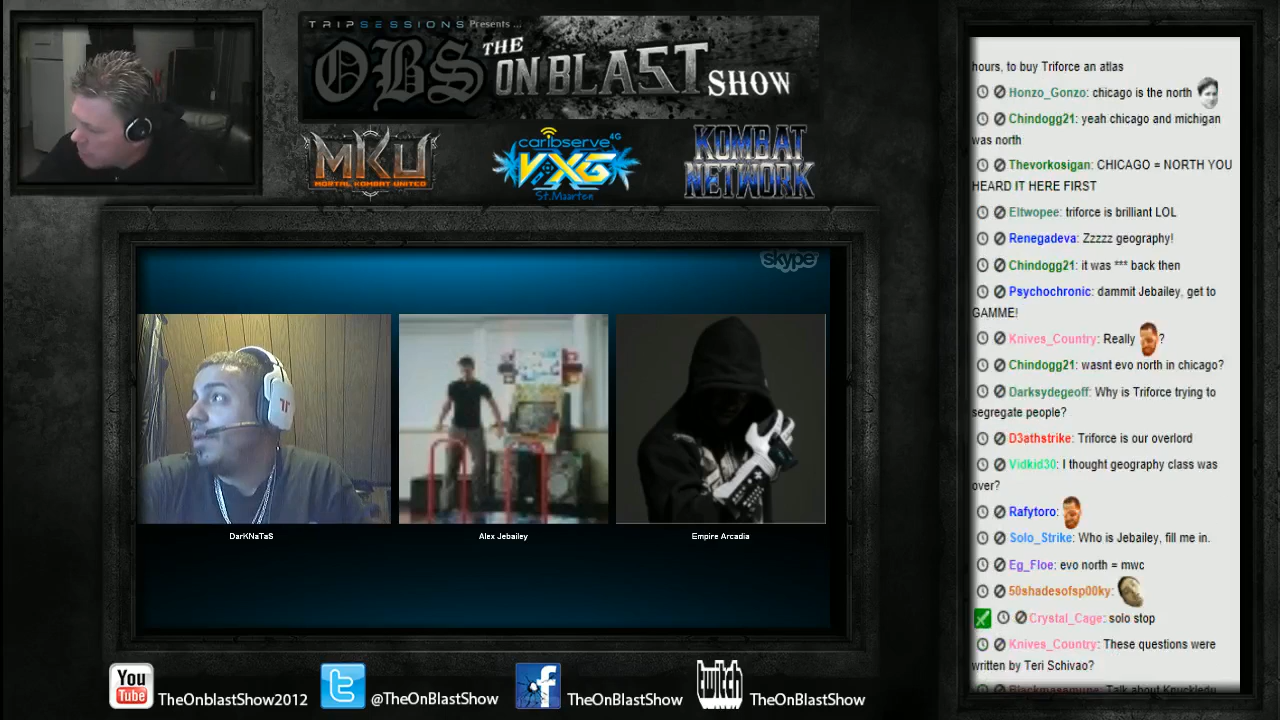 TRIPSESSIONS Presents ...
OBS THE ON BLAST SHOW
MKU
MORTAL KOMBAT UNITED
caribserve 4G
VXG
St.Maarten
KOMBAT
NETWORK
skype
DarKNaTaS
Alex Jebailey
Empire Arcadia
hours, to buy Triforce an atlas
Honzo_Gonzo: chicago is the north
Chindogg21: yeah chicago and michigan
was north
Thevorkosigan: CHICAGO = NORTH YOU
HEARD IT HERE FIRST
Eltwopee: triforce is brilliant LOL
Renegadeva: Zzzzz geography!
Chindogg21: it was *** back then
Psychochronic: dammit Jebailey, get to
GAMME!
Knives_Country: Really ?
Chindogg21: wasnt evo north in chicago?
Darksydegeoff: Why is Triforce trying to
segregate people?
D3athstrike: Triforce is our overlord
Vidkid30: I thought geography class was
over?
Rafytoro:
Solo_Strike: Who is Jebailey, fill me in.
Eg_Floe: evo north = mwc
50shadesofsp00ky:
Crystal_Cage: solo stop
Knives_Country: These questions were
written by Teri Schivao?
Talk about
You Tube TheOnblastShow2012
@TheOnBlastShow
f TheOnBlastShow
twitch TheOnBlastShow